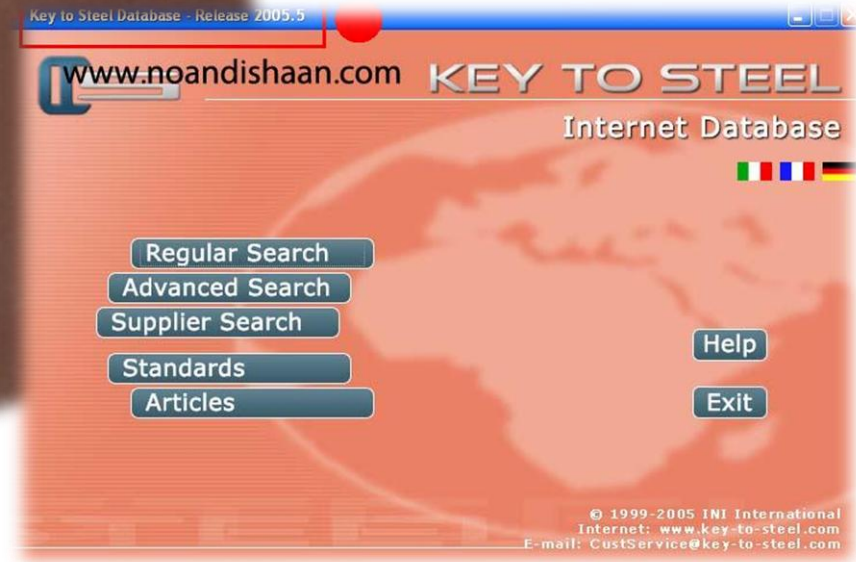 Key to Steel Database - Release 2005.5
www.noandishaan.com
KEY TO STEEL
Internet Database
Regular Search
Advanced Search
Supplier Search
Standards
Articles
Help
Exit
© 1999-2005 INI International
Internet: www.key-to-steel.com
E-mail: CustService@key-to-steel.com